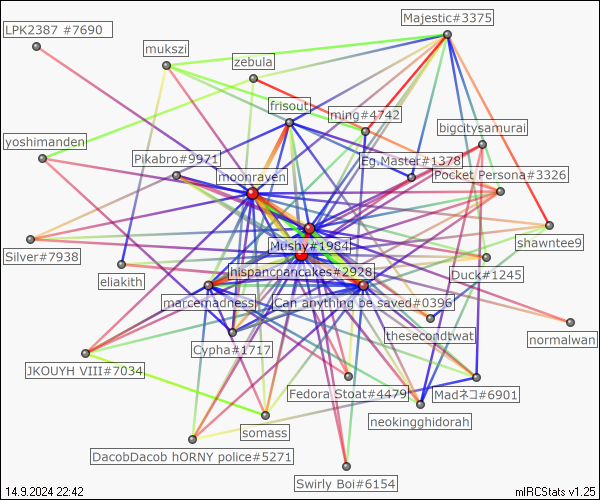 Majestic#3375
LPK2387 #7690
mukszi
zebula
frisout
ming#4742
bigcitysamurai
yoshimanden
Pikabro#9971
Eg.Master#1378
moonraven
Pocket Persona#3326
shawntee9
Silver#7938
Mushy#1984
eliakith
hispancpancakes#2928
Duck#1245
marcemadness
Can anything be saved#0396
thesecondtwat
normalwan
Cypha#1717
JKOUYH VIII#7034
Fedora Stoat#4479
Madネコ#6901
neokingghidorah
somass
DacobDacob hORNY police#5271
Swirly Boi#6154
14.9.2024 22:42
mIRCStats v1.25